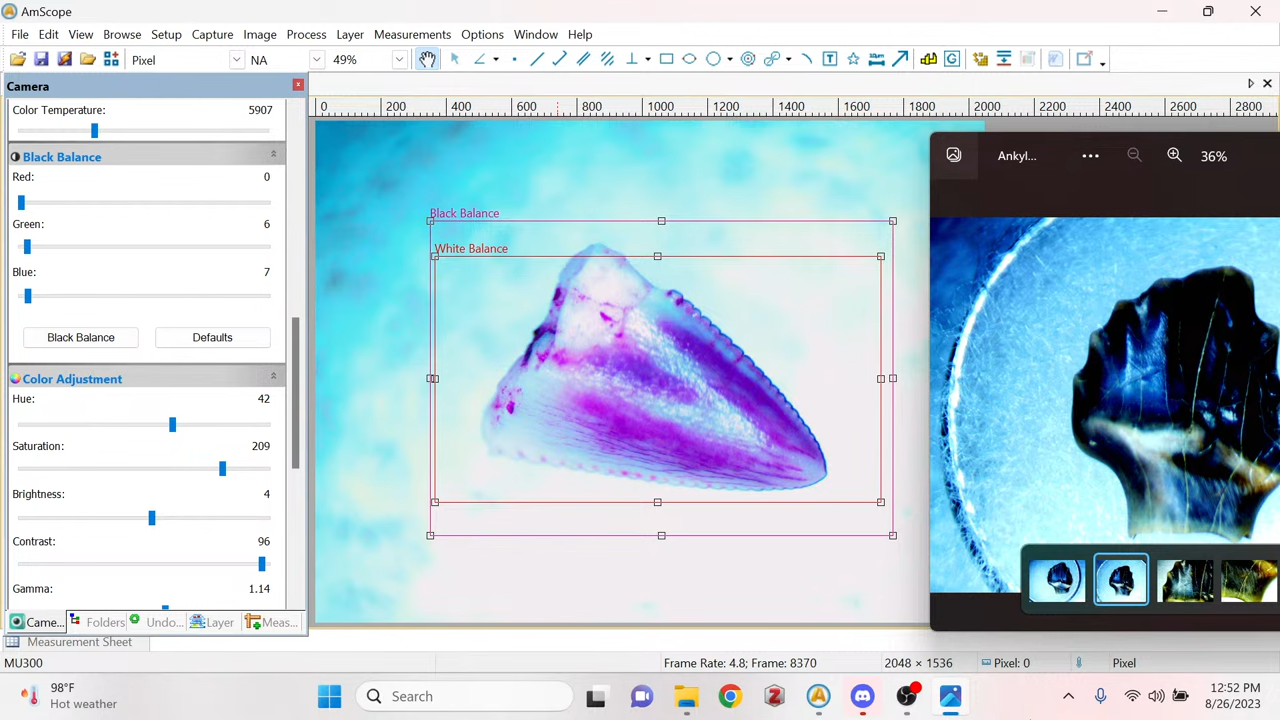 AmScope
File Edit View Browse Setup Capture Image Process Layer Measurements Options Window Help
Pixel NA 49%
Camera
0 200 400 600 800 1000 1200 1400 1600 1800 2000 2200 2400 2600 2800
Color Temperature: 5907
Black Balance
Red: 0
Green: 6
Blue: 7
Black Balance Defaults
Color Adjustment
Hue: 42
Saturation: 209
Brightness: 4
Contrast: 96
Gamma: 1.14
Came... Folders Undo... Layer Meas...
Black Balance
White Balance
Ankyl... 36%
Measurement Sheet
MU300 Frame Rate: 4.8; Frame: 8370 2048 × 1536 Pixel: 0 Pixel
98°F
Hot weather
Search
12:52 PM
8/26/2023